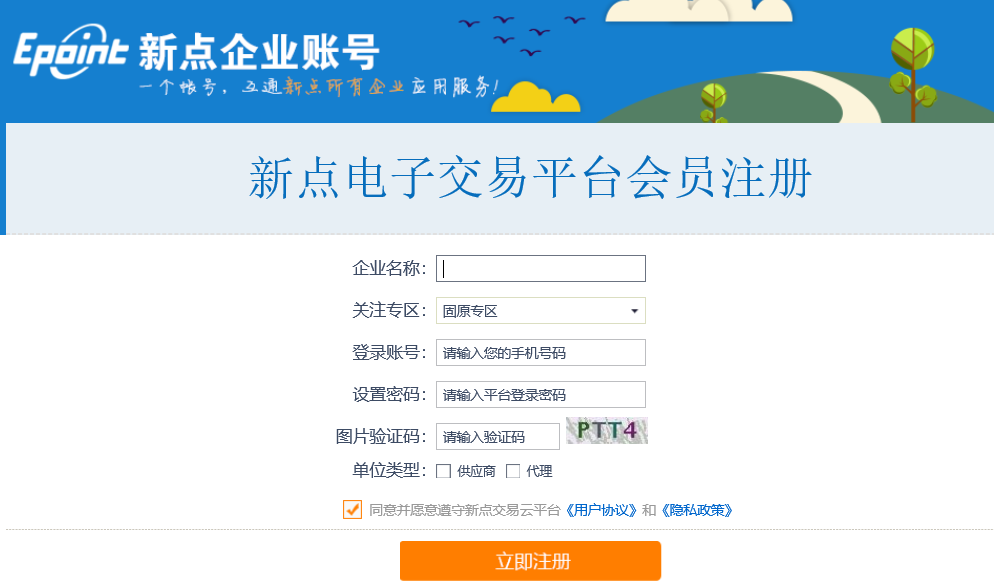 Epoint 新点企业账号
一个帐号，互通新点所有企业应用服务！
新点电子交易平台会员注册
企业名称：
关注专区： 固原专区
登录账号： 请输入您的手机号码
设置密码： 请输入平台登录密码
图片验证码： 请输入验证码 PTT4
单位类型： 供应商 代理
同意并愿意遵守新点交易云平台《用户协议》和《隐私政策》
立即注册